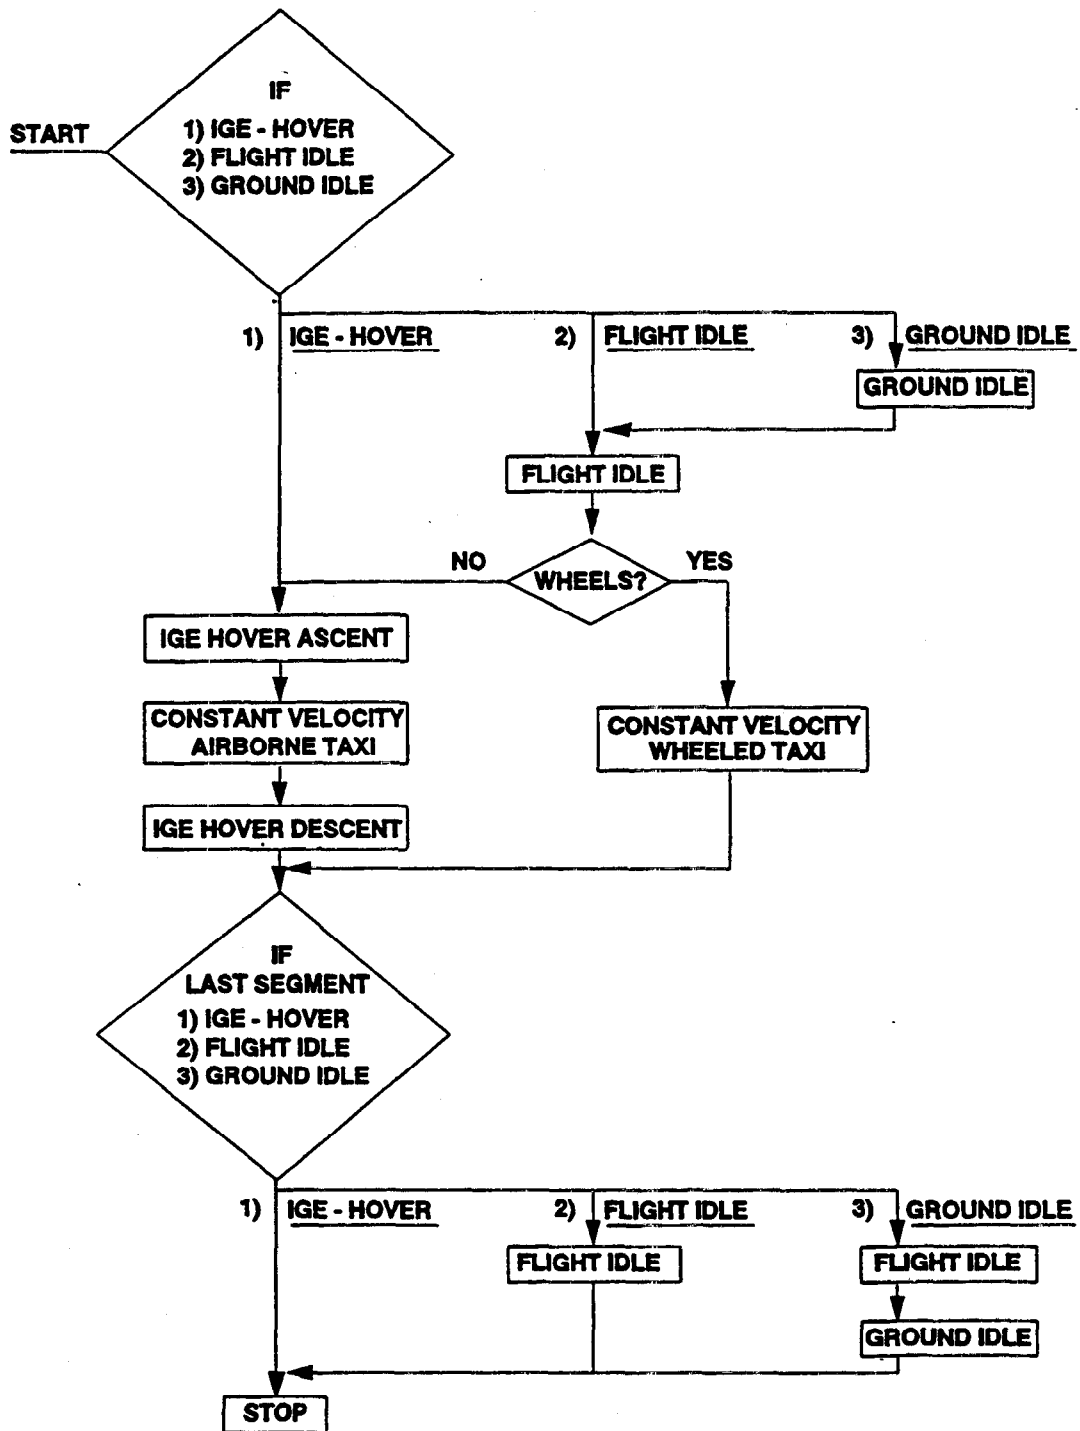 IF
1) IGE - HOVER
2) FLIGHT IDLE
3) GROUND IDLE
START
1) IGE - HOVER
2) FLIGHT IDLE
3) GROUND IDLE
GROUND IDLE
FLIGHT IDLE
NO
WHEELS?
YES
IGE HOVER ASCENT
CONSTANT VELOCITY
AIRBORNE TAXI
CONSTANT VELOCITY
WHEELED TAXI
IGE HOVER DESCENT
IF
LAST SEGMENT
1) IGE - HOVER
2) FLIGHT IDLE
3) GROUND IDLE
1) IGE - HOVER
2) FLIGHT IDLE
3) GROUND IDLE
FLIGHT IDLE
FLIGHT IDLE
GROUND IDLE
STOP